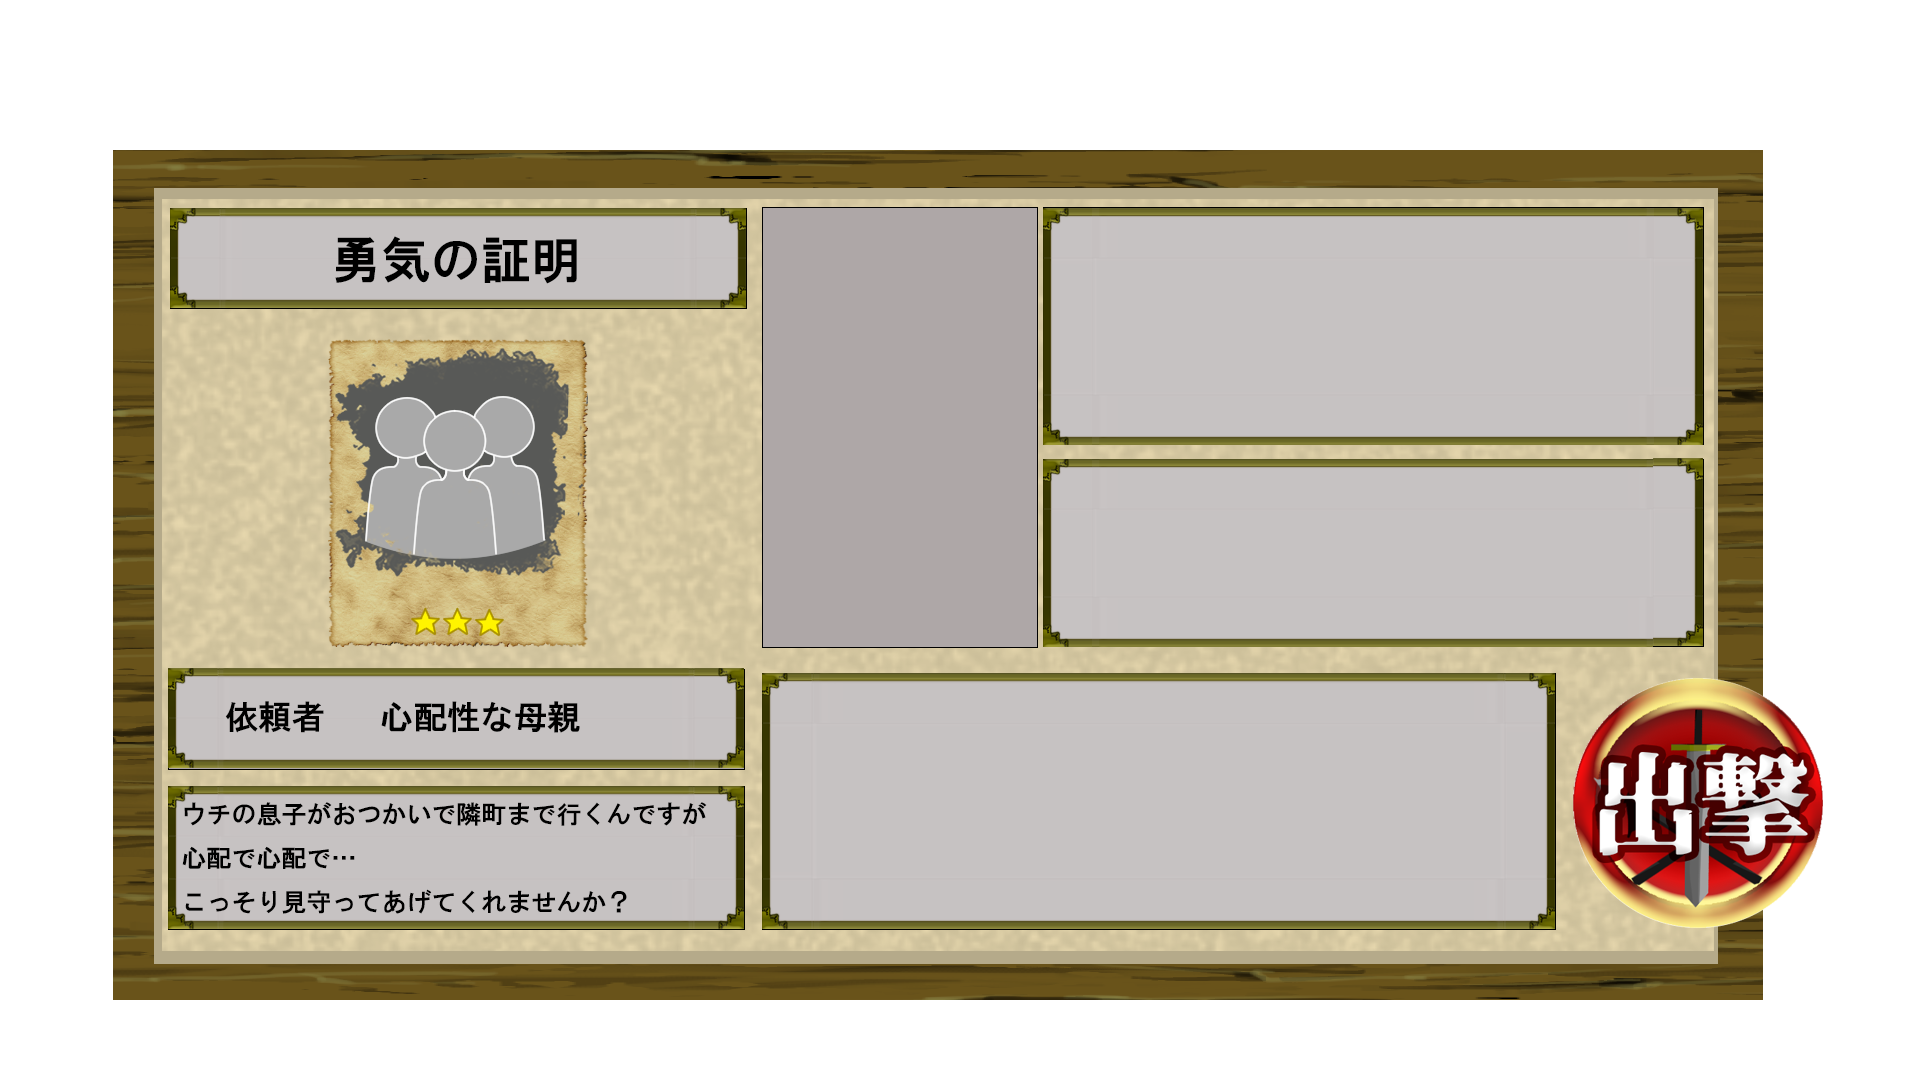 勇気の証明
依頼者　心配性な母親
ウチの息子がおつかいで隣町まで行くんですが
心配で心配で…
こっそり見守ってあげてくれませんか？
出撃